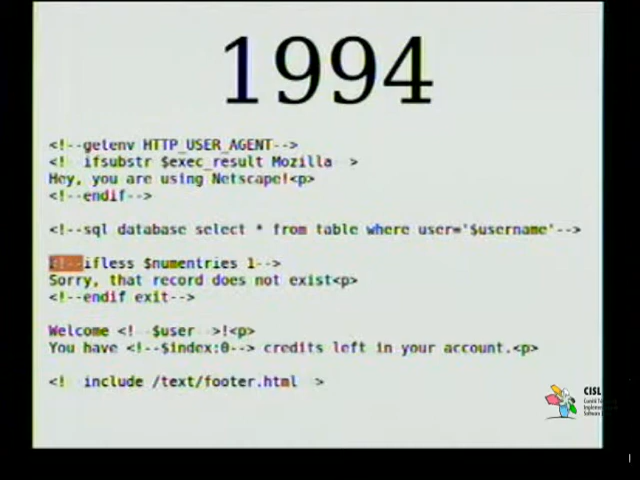 1994
<!--getenv HTTP_USER_AGENT-->
<!--ifsubstr $exec_result Mozilla-->
Hey, you are using Netscape!<p>
<!--endif-->
<!--sql database select * from table where user='$username'-->
<!--ifless $numentries 1-->
Sorry, that record does not exist<p>
<!--endif exit-->
Welcome <!--$user-->!<p>
You have <!--$index:0--> credits left in your account.<p>
<!--include /text/footer.html-->
CISL